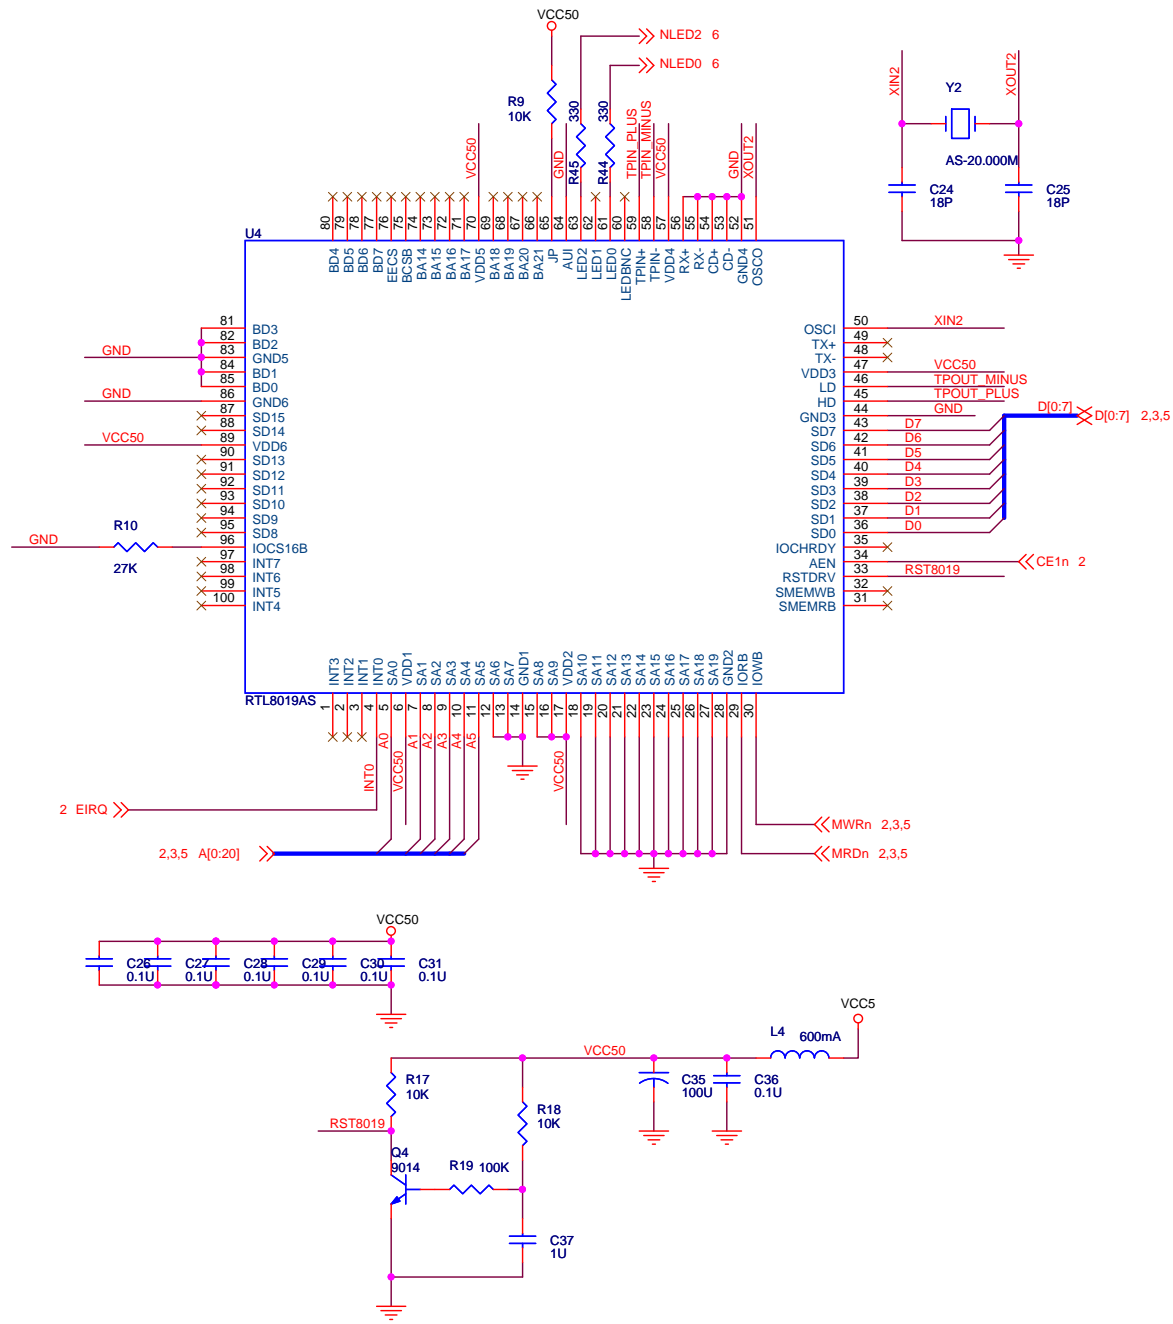 VCC50
NLED2 6
NLED0 6
R9
10K
330
330
R45
R44
VCC50
GND
TPIN_PLUS
TPIN_MINUS
VCC50
GND
XOUT2
XIN2
XOUT2
Y2
AS-20.000M
C24
18P
C25
18P
80 79 78 77 76 75 74 73 72 71 70 69 68 67 66 65 64 63 62 61 60 59 58 57 56 55 54 53 52 51
U4
BD4 BD5 BD6 BD7 EECS BCSB BA14 BA15 BA16 BA17 VDD5 BA18 BA19 BA20 BA21 JP AUI LED2 LED1 LED0 LEDBNC TPIN+ TPIN- VDD4 RX+ RX- CD+ CD- GND4 OSCO
81 BD3
82 BD2
GND 83 GND5
84 BD1
85 BD0
GND 86 GND6
87 SD15
88 SD14
VCC50 89 VDD6
90 SD13
91 SD12
92 SD11
93 SD10
94 SD9
95 SD8
GND R10 27K 96 IOCS16B
97 INT7
98 INT6
99 INT5
100 INT4
OSCI 50 XIN2
TX+ 49
TX- 48
VDD3 47 VCC50
LD 46 TPOUT_MINUS
HD 45 TPOUT_PLUS
GND3 44 GND
D[0:7] D[0:7] 2,3,5
SD7 43 D7
SD6 42 D6
SD5 41 D5
SD4 40 D4
SD3 39 D3
SD2 38 D2
SD1 37 D1
SD0 36 D0
IOCHRDY 35
AEN 34 CE1n 2
RSTDRV 33 RST8019
SMEMWB 32
SMEMRB 31
INT3 INT2 INT1 INT0 SA0 VDD1 SA1 SA2 SA3 SA4 SA5 SA6 SA7 GND1 SA8 SA9 VDD2 SA10 SA11 SA12 SA13 SA14 SA15 SA16 SA17 SA18 SA19 GND2 IORB IOWB
RTL8019AS
1 2 3 4 5 6 7 8 9 10 11 12 13 14 15 16 17 18 19 20 21 22 23 24 25 26 27 28 29 30
INT0
A0
VCC50
A1
A2
A3
A4
A5
VCC50
2 EIRQ
MWRn 2,3,5
2,3,5 A[0:20]
MRDn 2,3,5
VCC50
C26 C27 C28 C29 C30 C31
0.1U 0.1U 0.1U 0.1U 0.1U 0.1U
VCC5
L4 600mA
VCC50
R17
10K
C35
100U
C36
0.1U
R18
10K
RST8019
Q4
9014
R19 100K
C37
1U